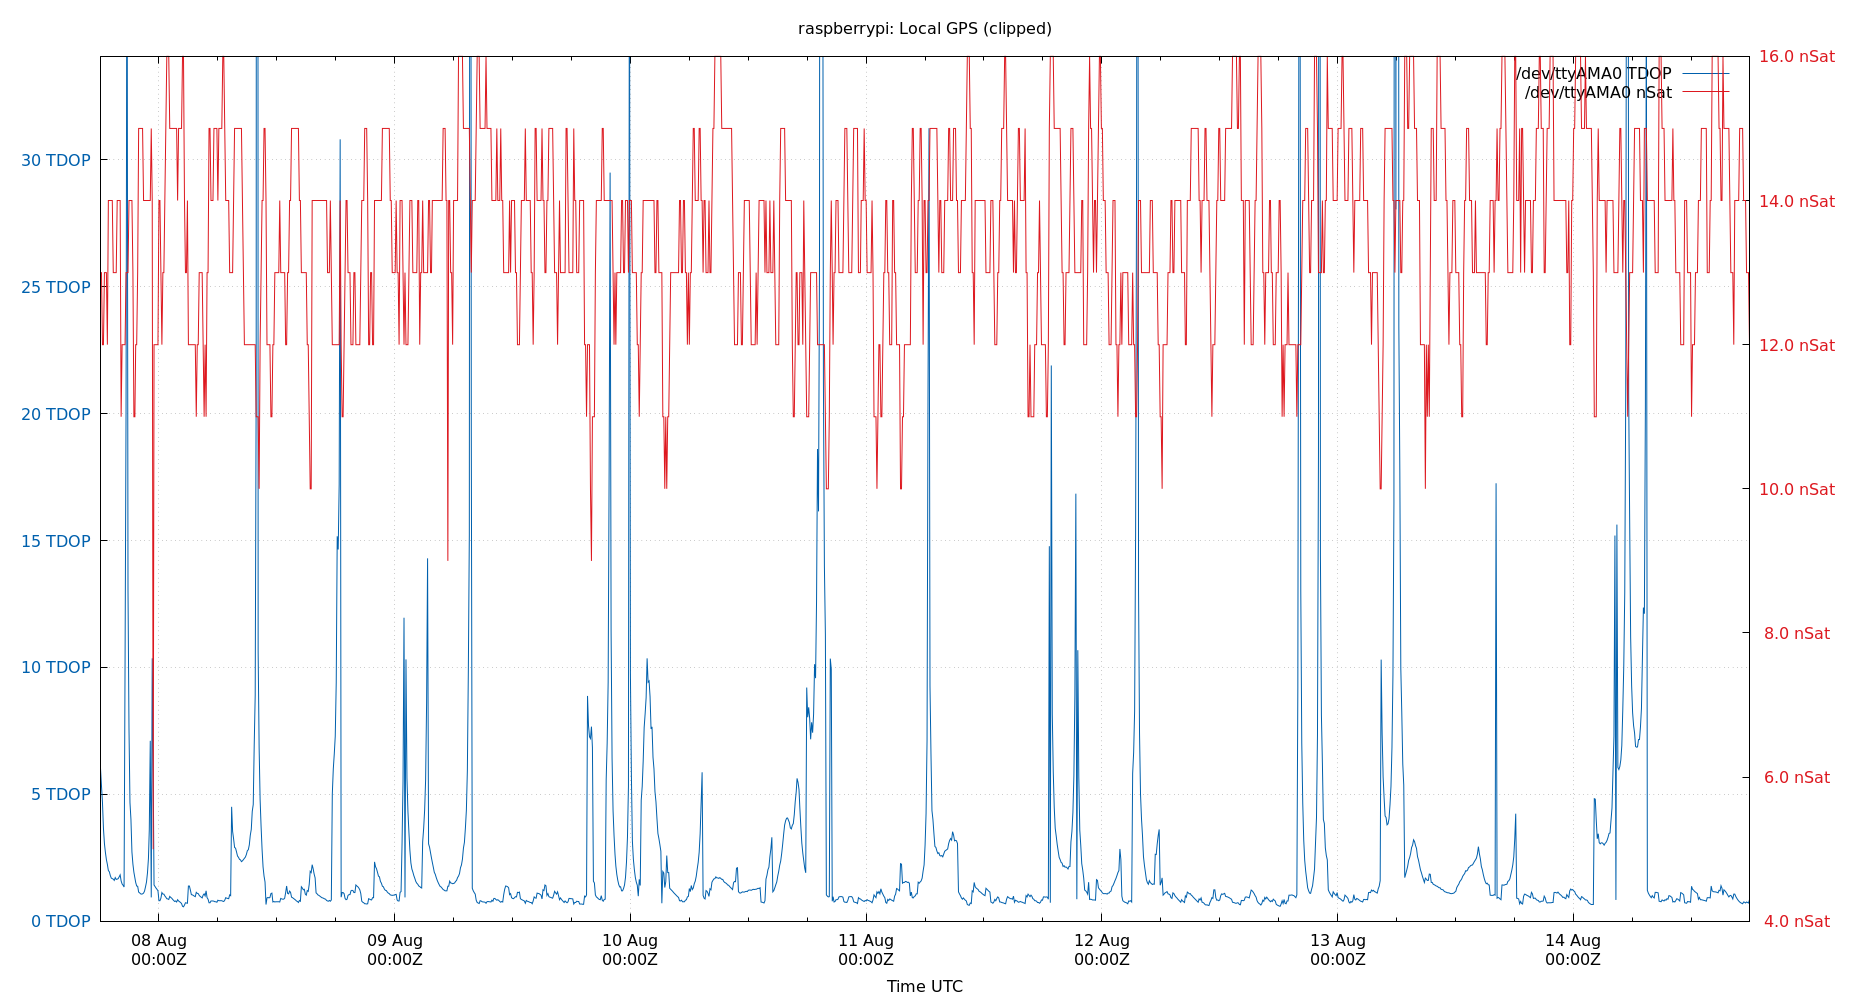 raspberrypi: Local GPS (clipped)
16.0 nSat
/dev/ttyAMA0 TDOP
/dev/ttyAMA0 nSat
30 TDOP
14.0 nSat
25 TDOP
12.0 nSat
20 TDOP
10.0 nSat
15 TDOP
8.0 nSat
10 TDOP
6.0 nSat
5 TDOP
0 TDOP
4.0 nSat
08 Aug 09 Aug 10 Aug 11 Aug 12 Aug 13 Aug 14 Aug
00:00Z 00:00Z 00:00Z 00:00Z 00:00Z 00:00Z 00:00Z
Time UTC